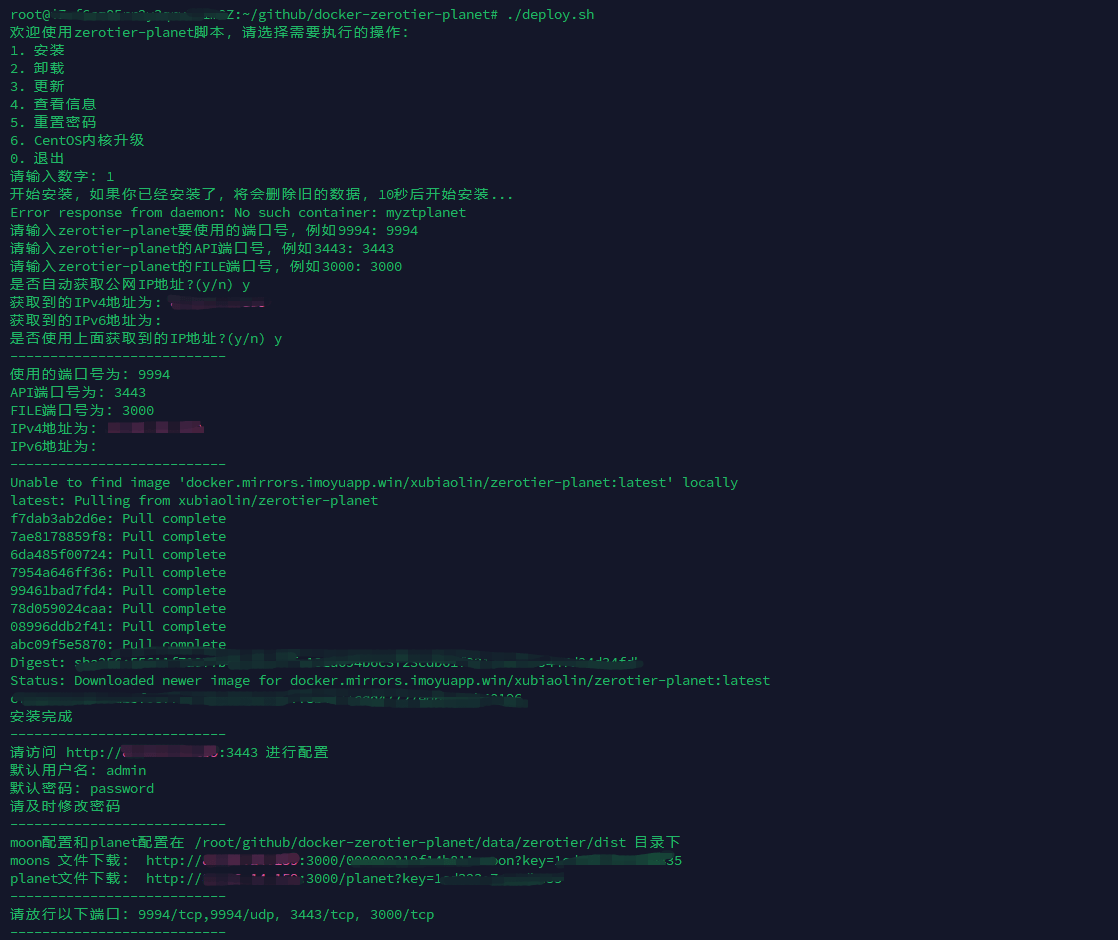 root@ :~/github/docker-zerotier-planet# ./deploy.sh
欢迎使用zerotier-planet脚本, 请选择需要执行的操作:
1. 安装
2. 卸载
3. 更新
4. 查看信息
5. 重置密码
6. CentOS内核升级
0. 退出
请输入数字: 1
开始安装, 如果你已经安装了, 将会删除旧的数据, 10秒后开始安装...
Error response from daemon: No such container: myztplanet
请输入zerotier-planet要使用的端口号, 例如9994: 9994
请输入zerotier-planet的API端口号, 例如3443: 3443
请输入zerotier-planet的FILE端口号, 例如3000: 3000
是否自动获取公网IP地址?(y/n) y
获取到的IPv4地址为:
获取到的IPv6地址为:
是否使用上面获取到的IP地址?(y/n) y
---------------------------
使用的端口号为: 9994
API端口号为: 3443
FILE端口号为: 3000
IPv4地址为:
IPv6地址为:
---------------------------
Unable to find image 'docker.mirrors.imoyuapp.win/xubiaolin/zerotier-planet:latest' locally
latest: Pulling from xubiaolin/zerotier-planet
f7dab3ab2d6e: Pull complete
7ae8178859f8: Pull complete
6da485f00724: Pull complete
7954a646ff36: Pull complete
99461bad7fd4: Pull complete
78d059024caa: Pull complete
08996ddb2f41: Pull complete
abc09f5e5870: Pull complete
Digest:
Status: Downloaded newer image for docker.mirrors.imoyuapp.win/xubiaolin/zerotier-planet:latest
安装完成
---------------------------
请访问 http:// :3443 进行配置
默认用户名: admin
默认密码: password
请及时修改密码
---------------------------
moon配置和planet配置在 /root/github/docker-zerotier-planet/data/zerotier/dist 目录下
moons 文件下载: http:// :3000/ ?key=
planet文件下载: http:// :3000/planet?key=
---------------------------
请放行以下端口: 9994/tcp,9994/udp, 3443/tcp, 3000/tcp
---------------------------